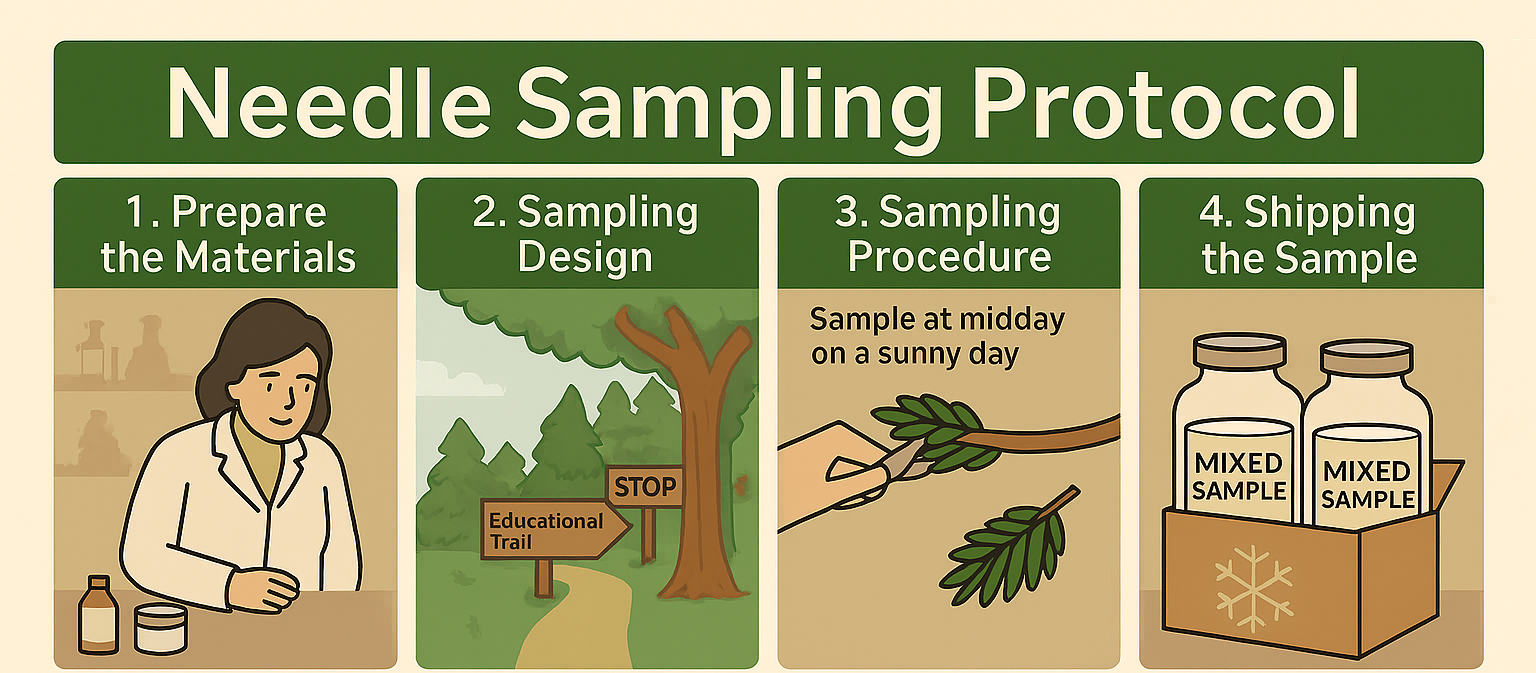 Needle Sampling Protocol
1. Prepare
the Materials
2. Sampling
Design
Educational
Trail
STOP
3. Sampling
Procedure
Sample at midday
on a sunny day
4. Shipping
the Sample
MIXED
SAMPLE
MIXED
SAMPLE